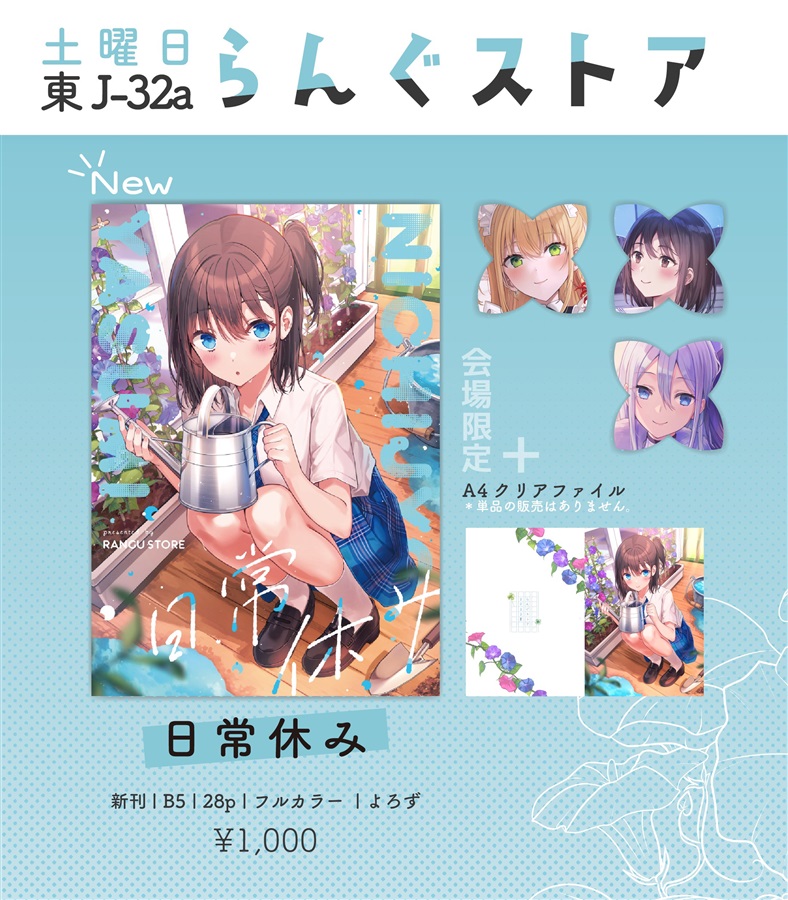 土曜日
東 J-32a
らんぐストア
New
YASUMI
NICHIJYO
presented by
RANGU STORE
日常休み
会場限定
+
A4クリアファイル
＊単品の販売はありません。
日常休み
新刊 | B5 | 28p | フルカラー | よろず
¥1,000